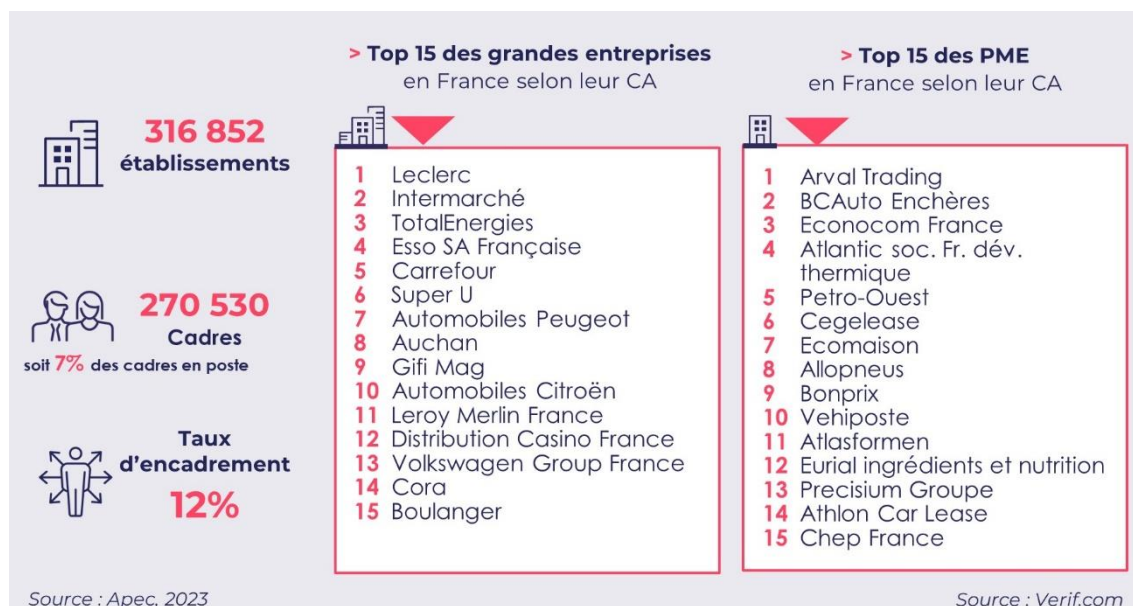 316 852
établissements
270 530
Cadres
soit 7% des cadres en poste
Taux
d'encadrement
12%
Source : Apec, 2023
> Top 15 des grandes entreprises
en France selon leur CA
1 Leclerc
2 Intermarché
3 TotalEnergies
4 Esso SA Française
5 Carrefour
6 Super U
7 Automobiles Peugeot
8 Auchan
9 Gifi Mag
10 Automobiles Citroën
11 Leroy Merlin France
12 Distribution Casino France
13 Volkswagen Group France
14 Cora
15 Boulanger
> Top 15 des PME
en France selon leur CA
1 Arval Trading
2 BCAuto Enchères
3 Econocom France
4 Atlantic soc. Fr. dév.
thermique
5 Petro-Ouest
6 Cegelease
7 Ecomaison
8 Allopneus
9 Bonprix
10 Vehiposte
11 Atlasformen
12 Eurial ingrédients et nutrition
13 Precisium Groupe
14 Athlon Car Lease
15 Chep France
Source : Verif.com